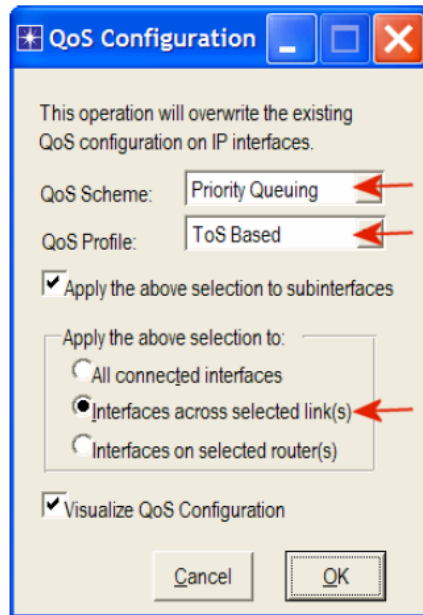 QoS Configuration
This operation will overwrite the existing
QoS configuration on IP interfaces.
QoS Scheme: Priority Queuing
QoS Profile: ToS Based
Apply the above selection to subinterfaces
Apply the above selection to:
All connected interfaces
Interfaces across selected link(s)
Interfaces on selected router(s)
Visualize QoS Configuration
Cancel OK